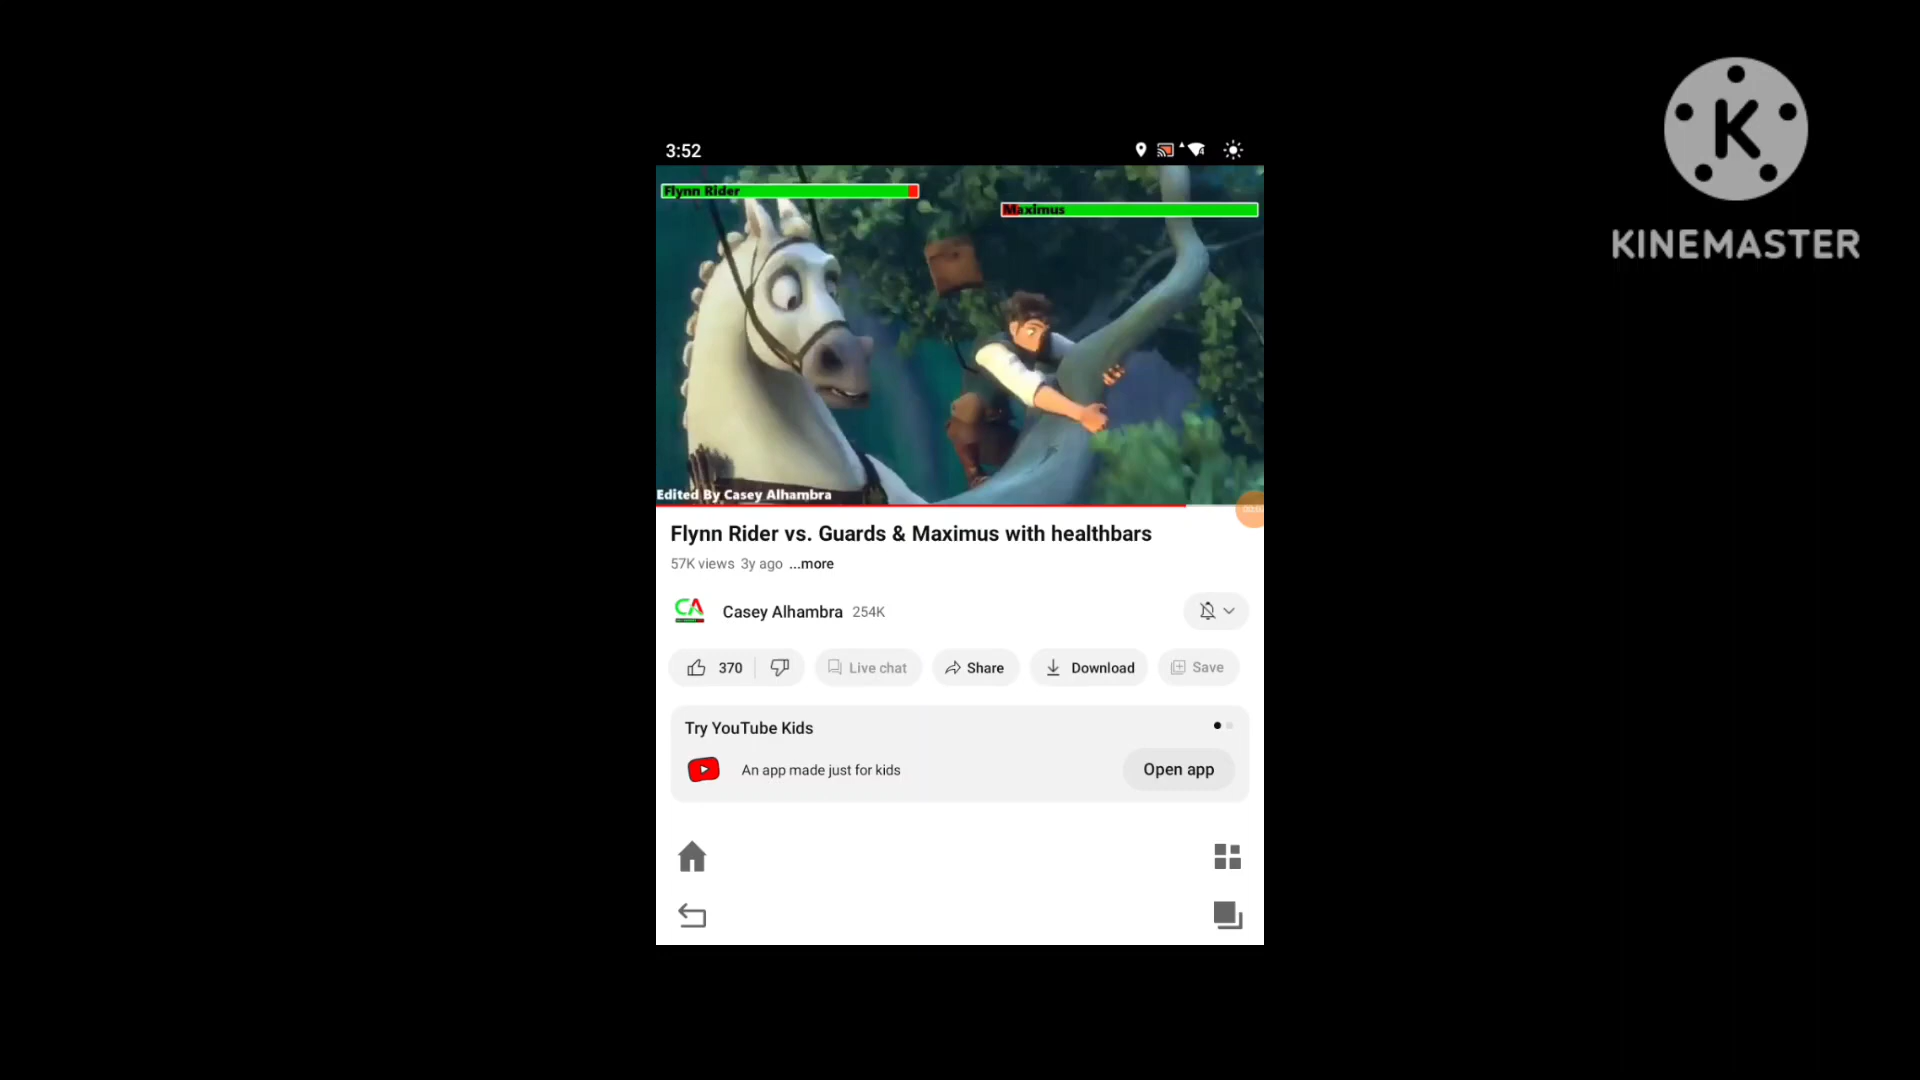 3:52
Flynn Rider
Maximus
Edited By Casey Alhambra
Flynn Rider vs. Guards & Maximus with healthbars
57K views 3y ago ...more
CA
Casey Alhambra 254K
370
Live chat
Share
Download
Save
Try YouTube Kids
An app made just for kids
Open app
K
KINEMASTER